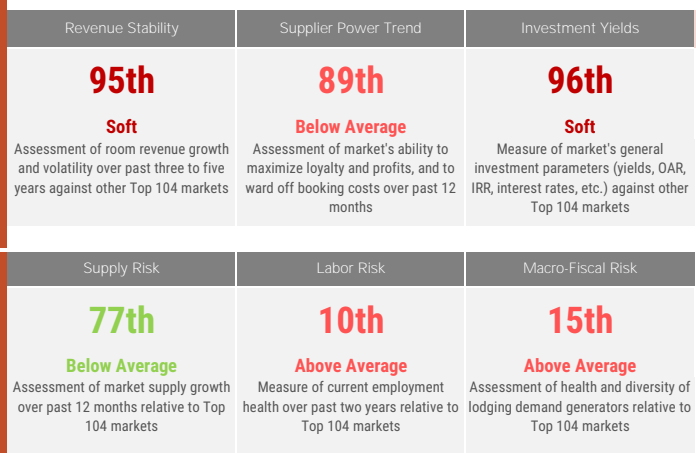 Revenue Stability
Supplier Power Trend
Investment Yields
95th
89th
96th
Soft
Below Average
Soft
Assessment of room revenue growth
and volatility over past three to five
years against other Top 104 markets
Assessment of market's ability to
maximize loyalty and profits, and to
ward off booking costs over past 12
months
Measure of market's general
investment parameters (yields, OAR,
IRR, interest rates, etc.) against other
Top 104 markets
Supply Risk
Labor Risk
Macro-Fiscal Risk
77th
10th
15th
Below Average
Above Average
Above Average
Assessment of market supply growth
over past 12 months relative to Top
104 markets
Measure of current employment
health over past two years relative to
Top 104 markets
Assessment of health and diversity of
lodging demand generators relative to
Top 104 markets